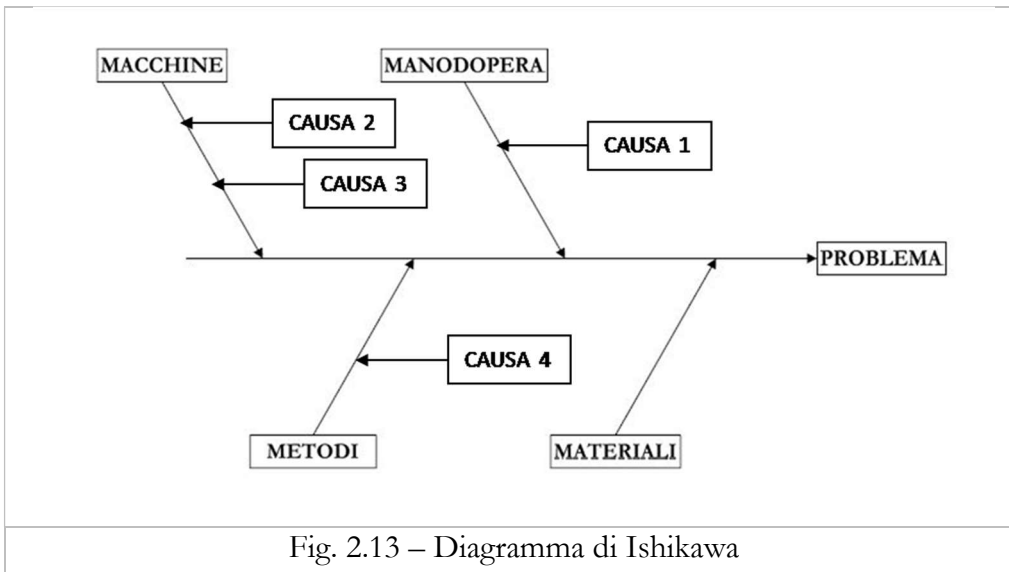 MACCHINE
MANODOPERA
CAUSA 2
CAUSA 1
CAUSA 3
PROBLEMA
CAUSA 4
METODI
MATERIALI
Fig. 2.13 – Diagramma di Ishikawa